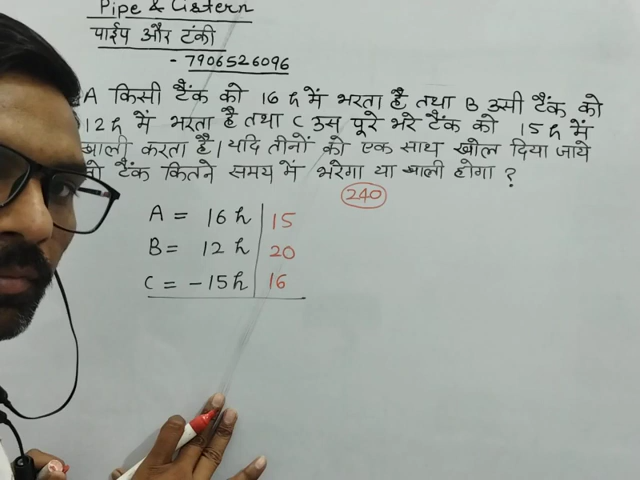 Pipe & Cistern
पाईप और टंकी
- 7906526096
A किसी टैंक को 16 h में भरता है तथा B उसी टैंक को
12 h में भरता है तथा C उस पूरे भरे टैंक को 15 h में
खाली करता है। यदि तीनों को एक साथ खोल दिया जाये
तो टैंक कितने समय में भरेगा या खाली होगा ?
240
A = 16 h 15
B = 12 h 20
C = -15 h 16